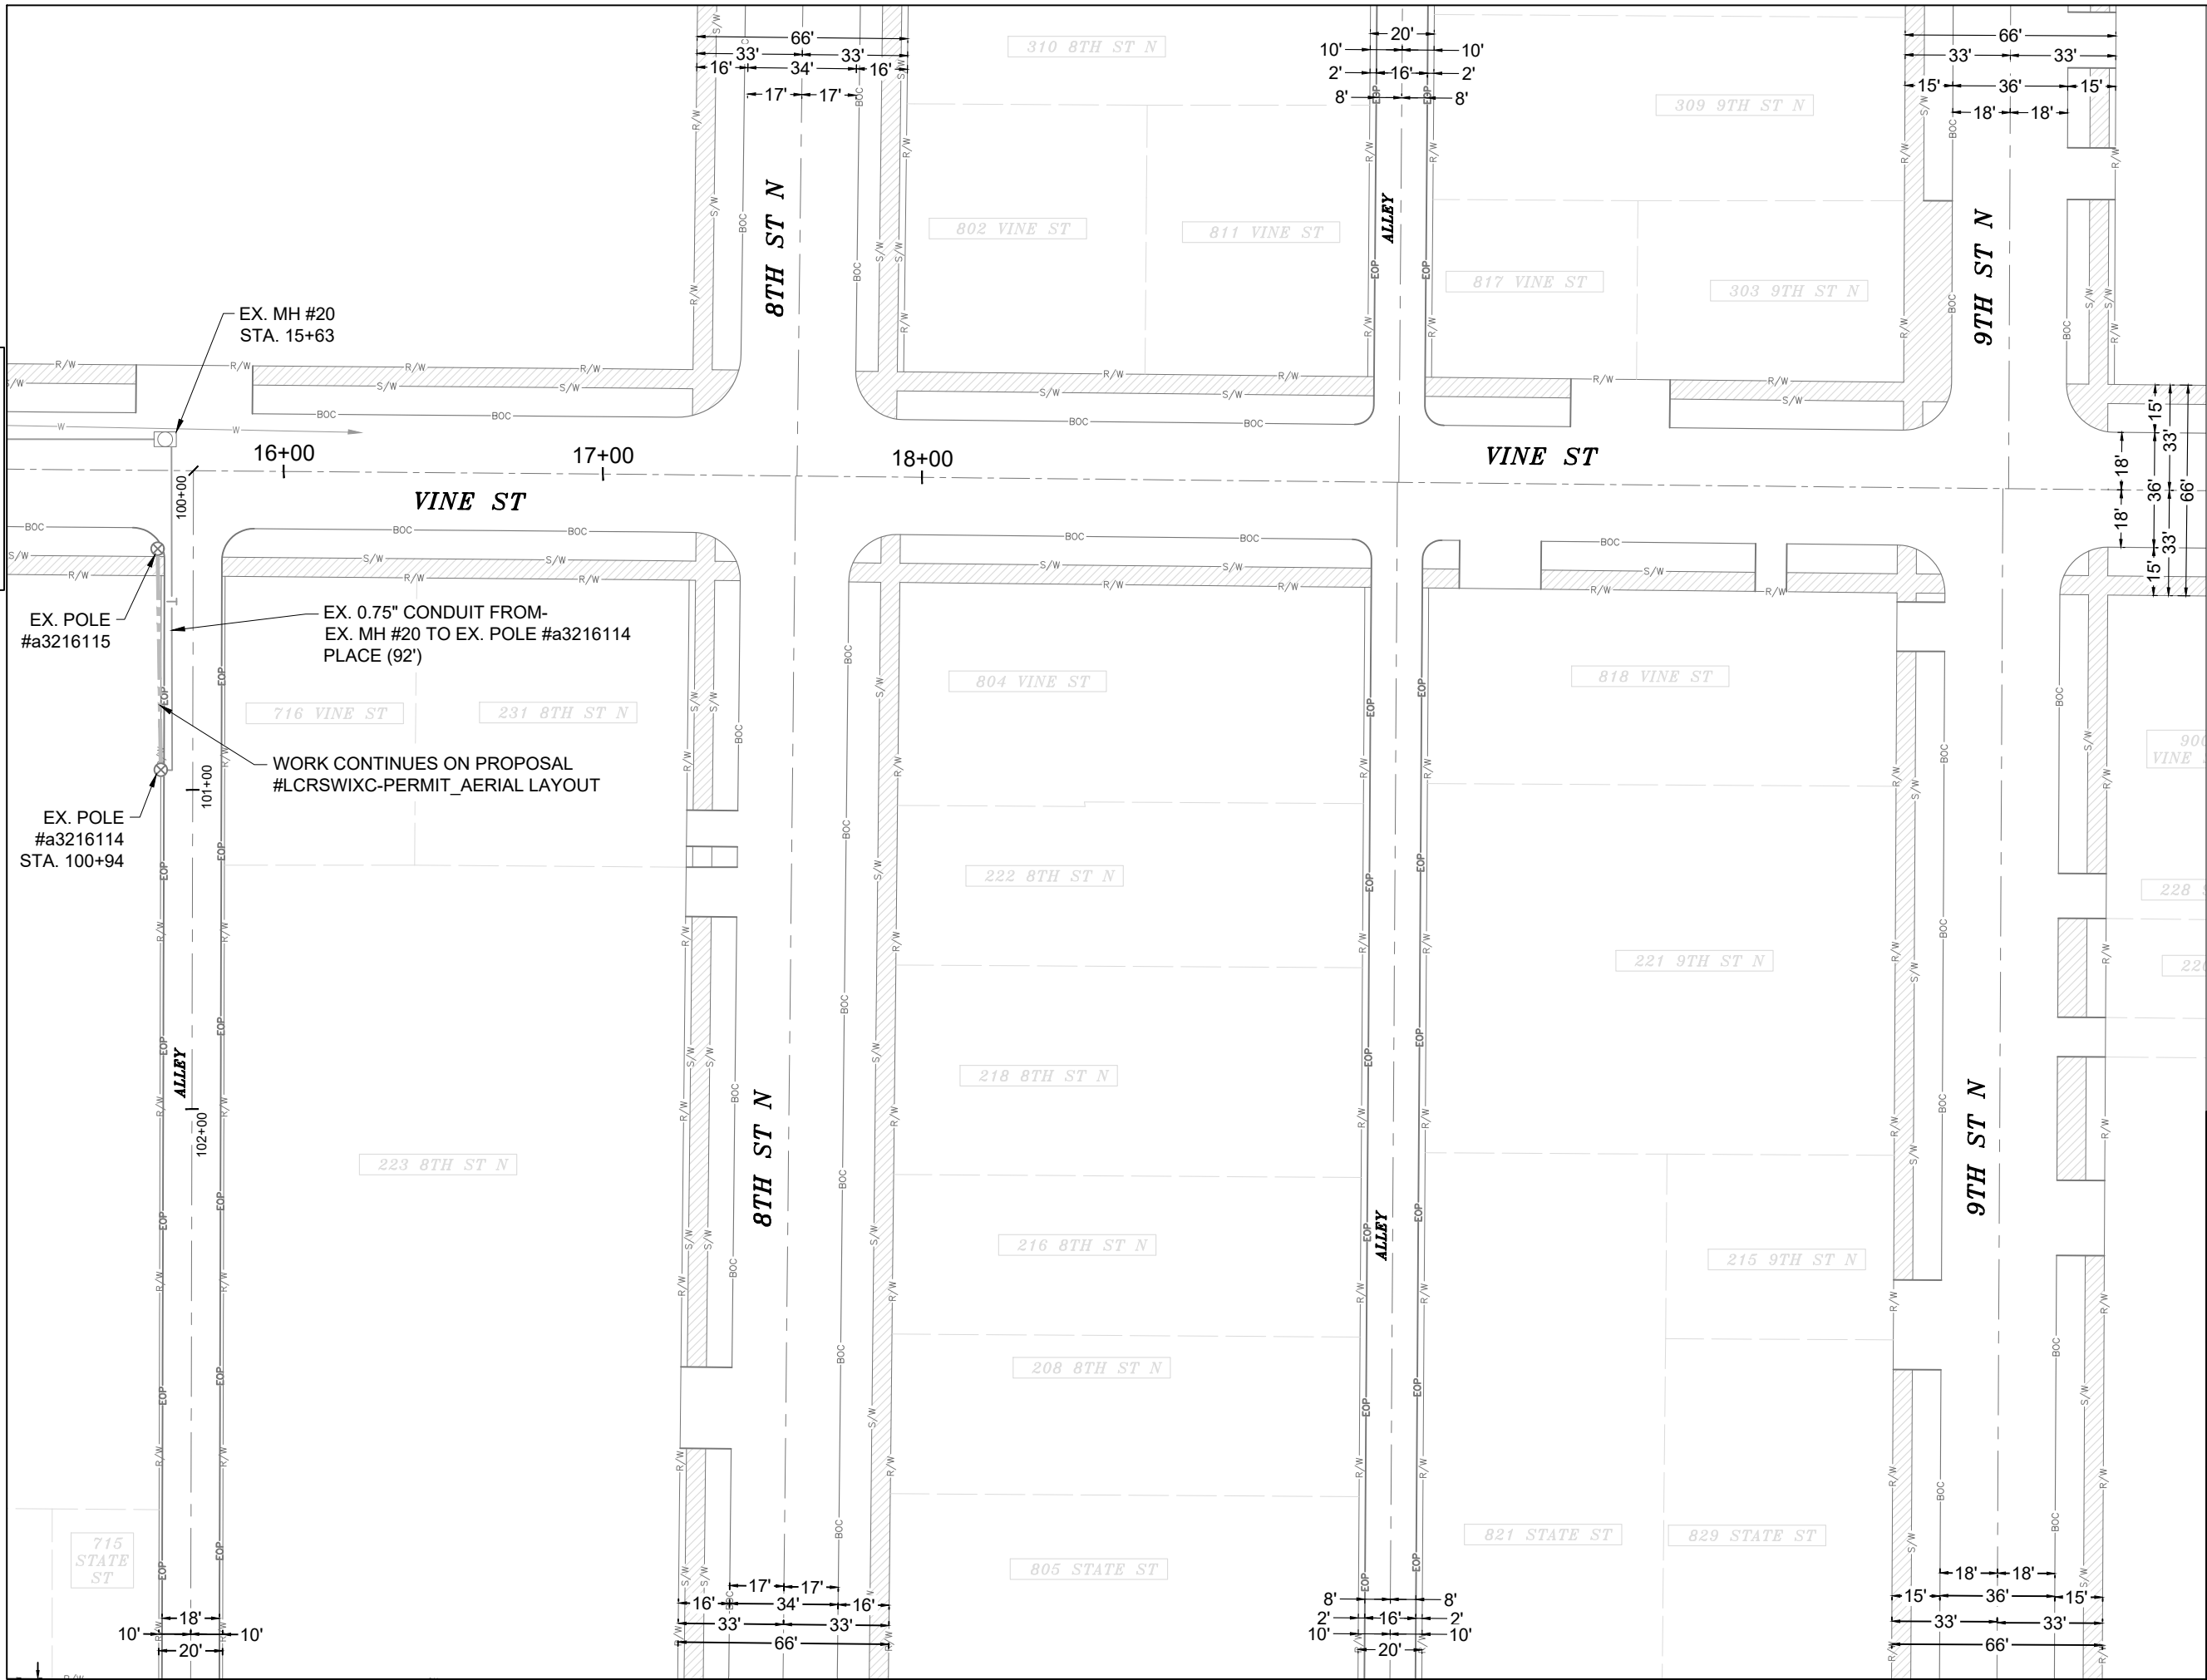 66'
33'
33'
16'
34'
16'
17'
17'
310 8TH ST N
20'
10'
10'
2'
16'
2'
8'
8'
66'
33'
33'
15'
36'
15'
18'
18'
309 9TH ST N
8TH ST N
802 VINE ST
811 VINE ST
ALLEY
817 VINE ST
303 9TH ST N
9TH ST N
EX. MH #20
STA. 15+63
R/W
S/W
BOC
EOP
W
16+00
17+00
18+00
VINE ST
VINE ST
100+00
15'
33'
18'
36'
66'
18'
33'
15'
EX. POLE
#a3216115
EX. 0.75" CONDUIT FROM-
EX. MH #20 TO EX. POLE #a3216114
PLACE (92')
716 VINE ST
231 8TH ST N
804 VINE ST
818 VINE ST
WORK CONTINUES ON PROPOSAL
#LCRSWIXC-PERMIT_AERIAL LAYOUT
101+00
EX. POLE
#a3216114
STA. 100+94
222 8TH ST N
221 9TH ST N
ALLEY
102+00
218 8TH ST N
223 8TH ST N
8TH ST N
9TH ST N
216 8TH ST N
ALLEY
215 9TH ST N
208 8TH ST N
715
STATE
ST
805 STATE ST
821 STATE ST
829 STATE ST
18'
10'
10'
20'
17'
17'
16'
34'
16'
33'
33'
66'
8'
8'
2'
16'
2'
10'
10'
20'
18'
18'
15'
36'
15'
33'
33'
66'